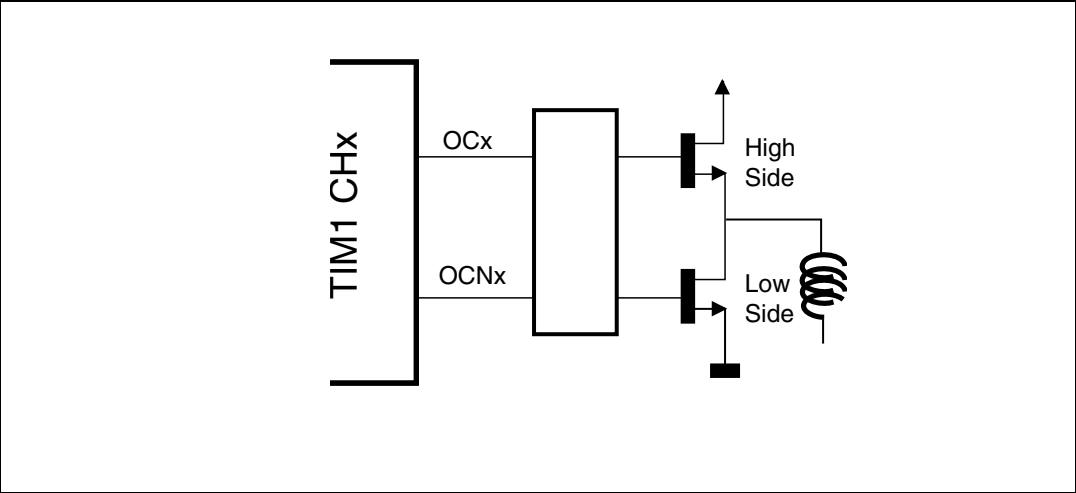 TIM1 CHx
OCx
OCNx
High
Side
Low
Side